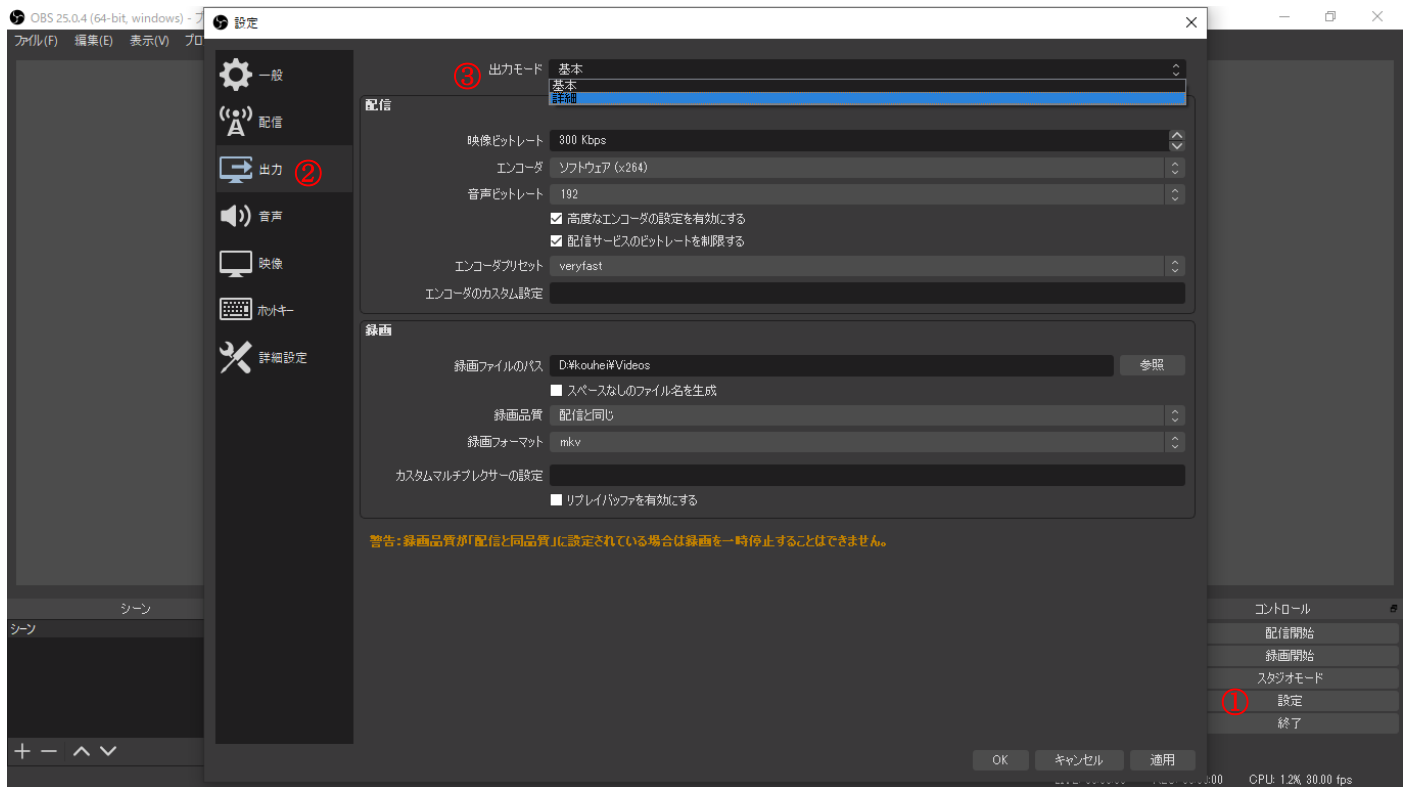 OBS 25.0.4 (64-bit, windows) - プ
設定
ファイル(F) 編集(E) 表示(V) プロ
一般
配信
出力 ②
音声
映像
ホットキー
詳細設定
③ 出力モード 基本
基本
詳細
配信
映像ビットレート 300 Kbps
エンコーダ ソフトウェア (x264)
音声ビットレート 192
高度なエンコーダの設定を有効にする
配信サービスのビットレートを制限する
エンコーダプリセット veryfast
エンコーダのカスタム設定
録画
録画ファイルのパス D:¥kouhei¥Videos 参照
スペースなしのファイル名を生成
録画品質 配信と同じ
録画フォーマット mkv
カスタムマルチプレクサーの設定
リプレイバッファを有効にする
警告:録画品質が「配信と同品質」に設定されている場合は録画を一時停止することはできません。
OK キャンセル 適用
シーン
シーン
コントロール
配信開始
録画開始
スタジオモード
① 設定
終了
CPU: 1.2%, 30.00 fps